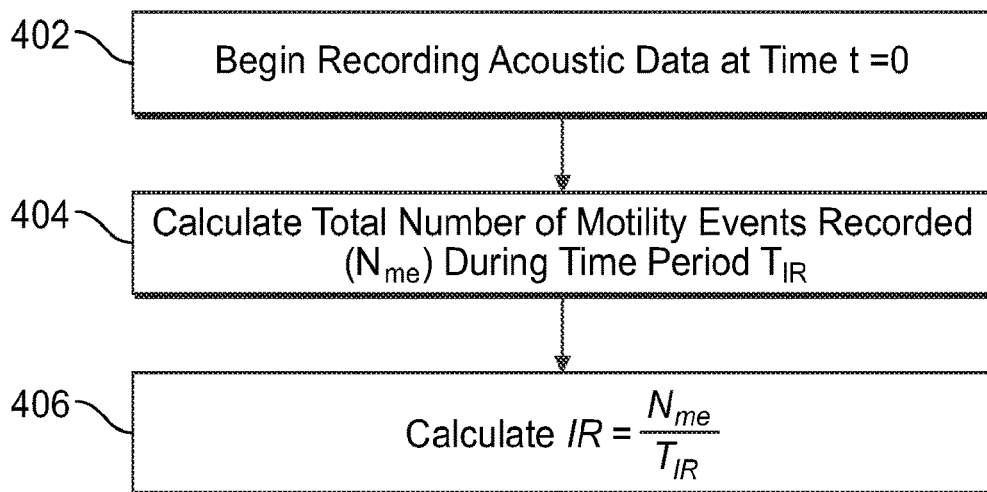 402
Begin Recording Acoustic Data at Time t =0
404
Calculate Total Number of Motility Events Recorded
(Nme) During Time Period TIR
406
Calculate IR = Nme / TIR